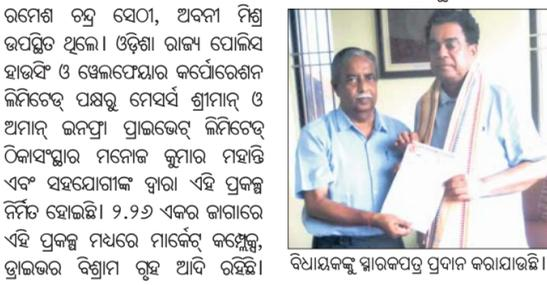 ରମେଶ ଚନ୍ଦ୍ର ସେଠୀ, ଅବନୀ ମିଶ୍ର
ଉପସ୍ଥିତ ଥିଲେ। ଓଡ଼ିଶା ରାଜ୍ୟ ପୋଲିସ
ହାଉସିଂ ଓ ୱେଲଫେୟାର କର୍ପୋରେଶନ
ଲିମିଟେଡ୍ ପକ୍ଷରୁ ମେସର୍ସ ଶ୍ରୀମାନ୍ ଓ
ଅମାନ୍ ଇନଫ୍ରା ପ୍ରାଇଭେଟ୍ ଲିମିଟେଡ୍
ଠିକାସଂସ୍ଥାର ମନୋଜ କୁମାର ମହାନ୍ତି
ଏବଂ ସହଯୋଗୀଙ୍କ ଦ୍ୱାରା ଏହି ପ୍ରକଳ୍ପ
ନିର୍ମିତ ହୋଇଛି। ୨.୨୬ ଏକର ଜାଗାରେ
ଏହି ପ୍ରକଳ୍ପ ମଧ୍ୟରେ ମାର୍କେଟ୍ କମ୍ପ୍ଲେକ୍ସ,
ଡ୍ରାଇଭର ବିଶ୍ରାମ ଗୃହ ଆଦି ରହିଛି।
ବିଧାୟକଙ୍କୁ ସ୍ମାରକପତ୍ର ପ୍ରଦାନ କରାଯାଉଛି।